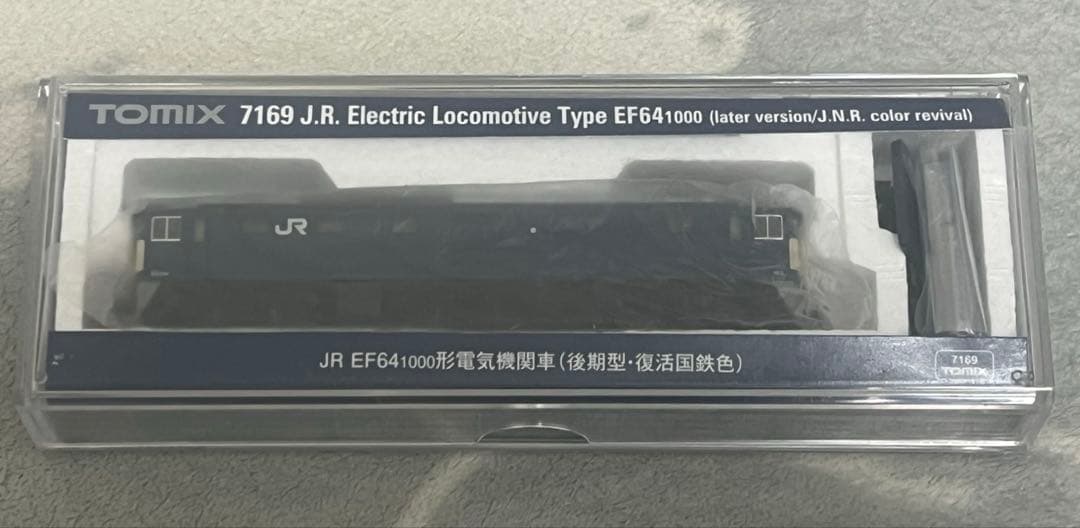 TOMIX 7169 J.R. Electric Locomotive Type EF641000 (later version/J.N.R. color revival)
JR
JR EF641000形電気機関車(後期型・復活国鉄色)
7169
TOMIX